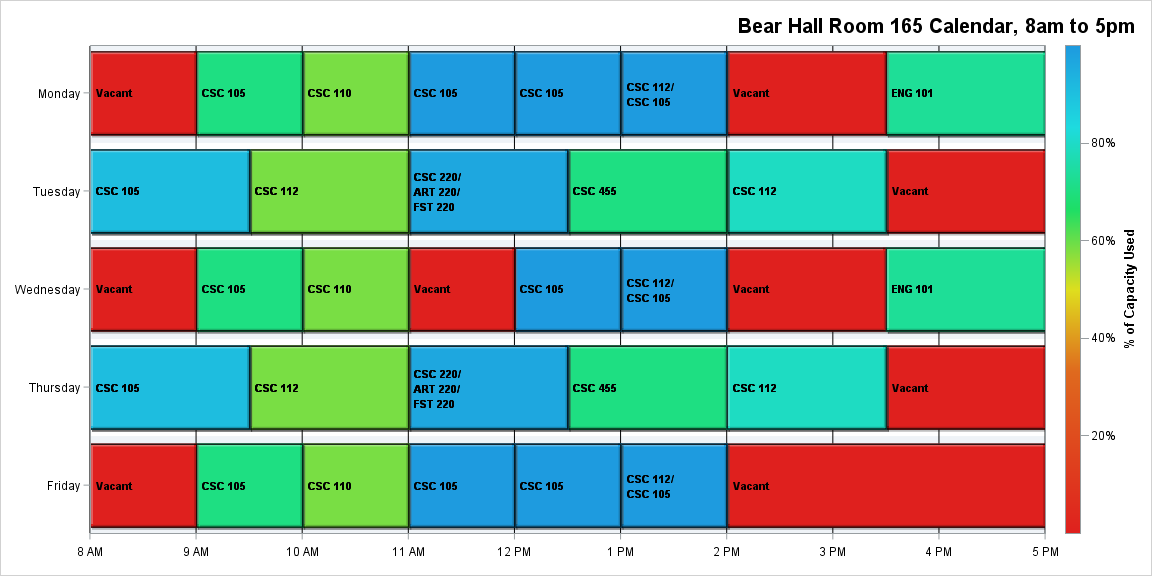 Bear Hall Room 165 Calendar, 8am to 5pm
Monday
Vacant
CSC 105
CSC 110
CSC 105
CSC 105
CSC 112/
CSC 105
Vacant
ENG 101
Tuesday
CSC 105
CSC 112
CSC 220/
ART 220/
FST 220
CSC 455
CSC 112
Vacant
Wednesday
Vacant
CSC 105
CSC 110
Vacant
CSC 105
CSC 112/
CSC 105
Vacant
ENG 101
Thursday
CSC 105
CSC 112
CSC 220/
ART 220/
FST 220
CSC 455
CSC 112
Vacant
Friday
Vacant
CSC 105
CSC 110
CSC 105
CSC 105
CSC 112/
CSC 105
Vacant
8 AM
9 AM
10 AM
11 AM
12 PM
1 PM
2 PM
3 PM
4 PM
5 PM
80%
60%
40%
20%
% of Capacity Used